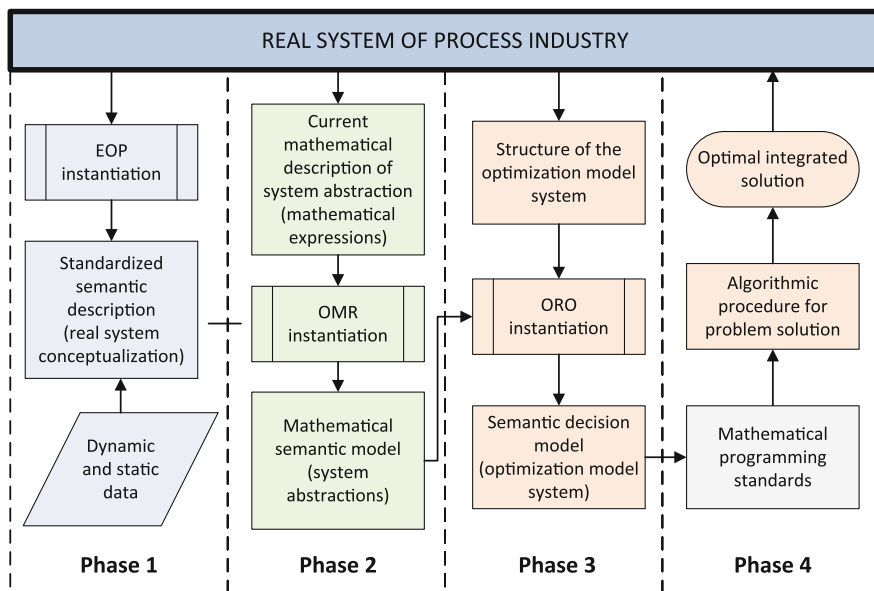 REAL SYSTEM OF PROCESS INDUSTRY
EOP
instantiation
Standardized
semantic
description
(real system
conceptualization)
Dynamic
and static
data
Phase 1
Current
mathematical
description of
system abstraction
(mathematical
expressions)
OMR
instantiation
Mathematical
semantic model
(system
abstractions)
Phase 2
Structure of the
optimization model
system
ORO
instantiation
Semantic decision
model
(optimization model
system)
Phase 3
Optimal integrated
solution
Algorithmic
procedure for
problem solution
Mathematical
programming
standards
Phase 4